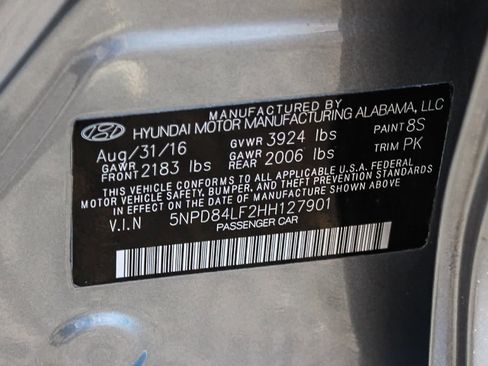 MANUFACTURED BY
HYUNDAI MOTOR MANUFACTURING ALABAMA, LLC
Aug/31/16 GVWR 3924 lbs PAINT 8S
GAWR FRONT 2183 lbs GAWR REAR 2006 lbs TRIM PK
THIS VEHICLE CONFORMS TO ALL APPLICABLE U.S.A. FEDERAL
MOTOR VEHICLE SAFETY, BUMPER, AND THEFT PREVENTION STANDARDS
IN EFFECT ON THE DATE OF MANUFACTURE SHOWN ABOVE.
V.I.N 5NPD84LF2HH127901
PASSENGER CAR